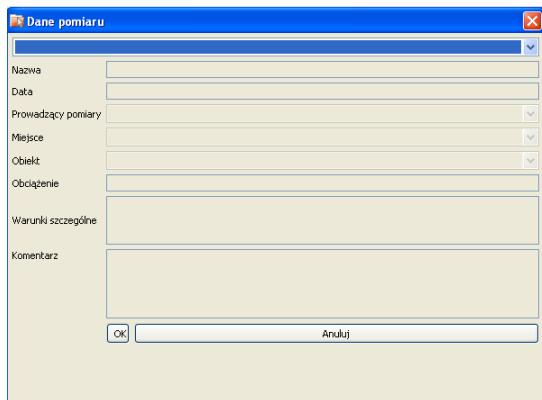 Dane pomiaru
Nazwa
Data
Prowadzący pomiary
Miejsce
Obiekt
Obciążenie
Warunki szczególne
Komentarz
OK Anuluj